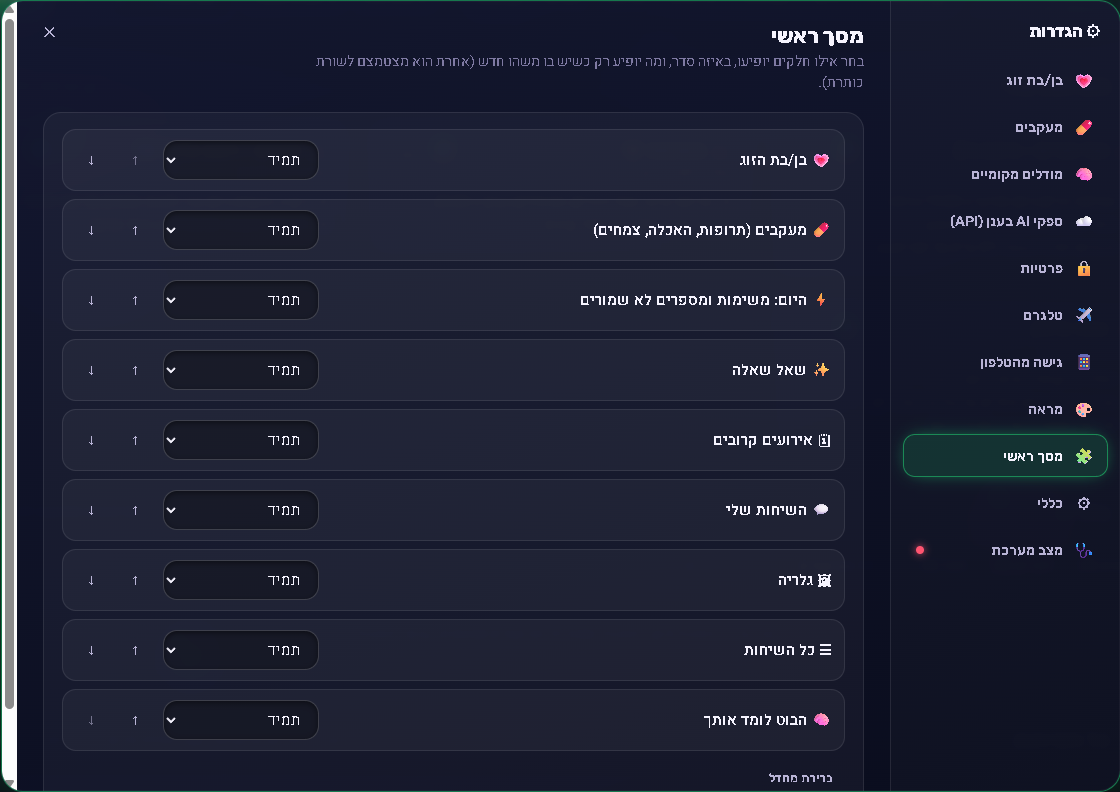 ⚙ הגדרות
בן/בת זוג
מעקבים
מודלים מקומיים
ספקי AI בענן (API)
פרטיות
טלגרם
גישה מהטלפון
מראה
מסך ראשי
כללי
מצב מערכת
מסך ראשי
בחר אילו חלקים יופיעו, באיזה סדר, ומה יופיע רק כשיש בו משהו חדש (אחרת הוא מצטמצם לשורת
כותרת).
בן/בת הזוג תמיד ↑ ↓
מעקבים (תרופות, האכלה, צמחים) תמיד ↑ ↓
היום: משימות ומספרים לא שמורים תמיד ↑ ↓
שאל שאלה תמיד ↑ ↓
אירועים קרובים תמיד ↑ ↓
השיחות שלי תמיד ↑ ↓
גלריה תמיד ↑ ↓
☰ כל השיחות תמיד ↑ ↓
הבוט לומד אותך תמיד ↑ ↓
ברירת מחדל